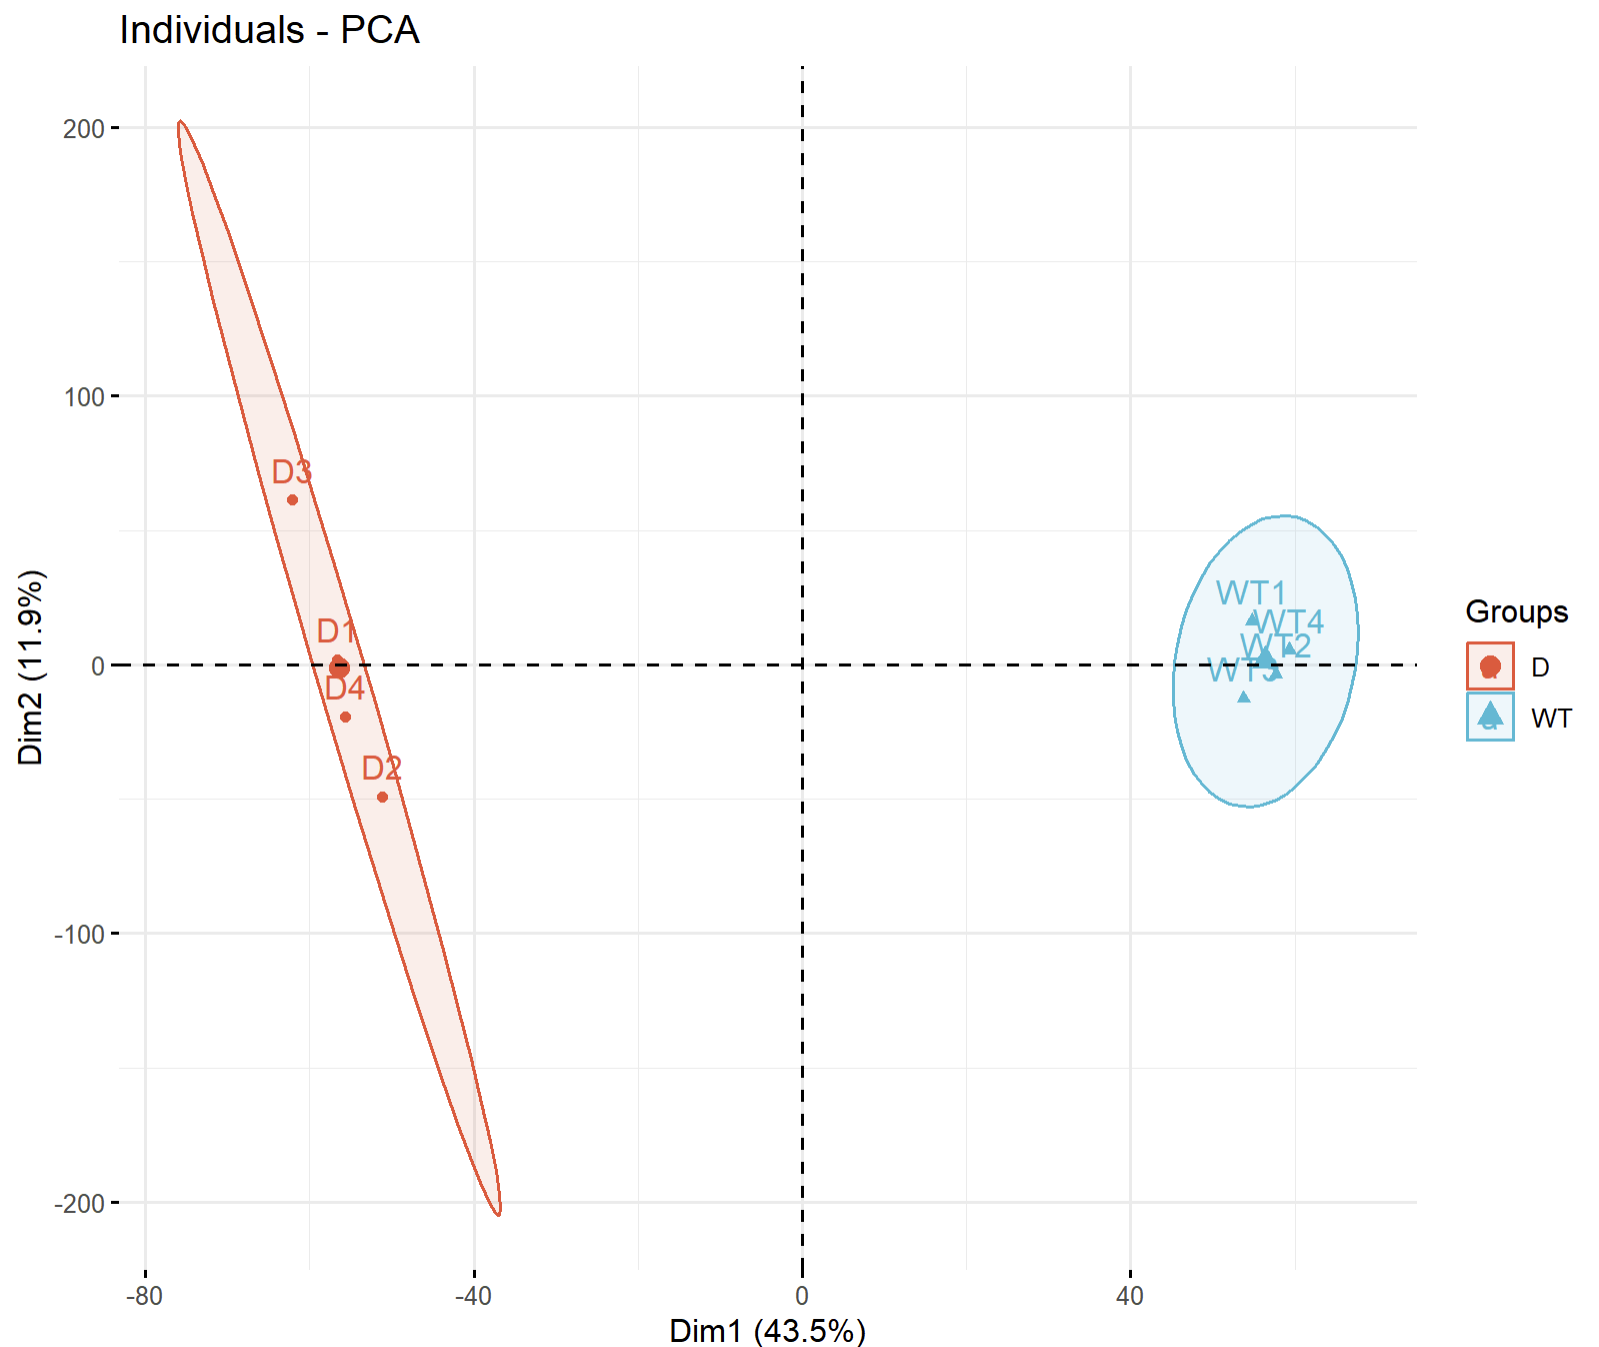 Individuals - PCA
200
100
0
-100
-200
Dim2 (11.9%)
D3
D1
D4
D2
WT1
WT4
WT2
WT3
-80
-40
0
40
Dim1 (43.5%)
Groups
D
WT